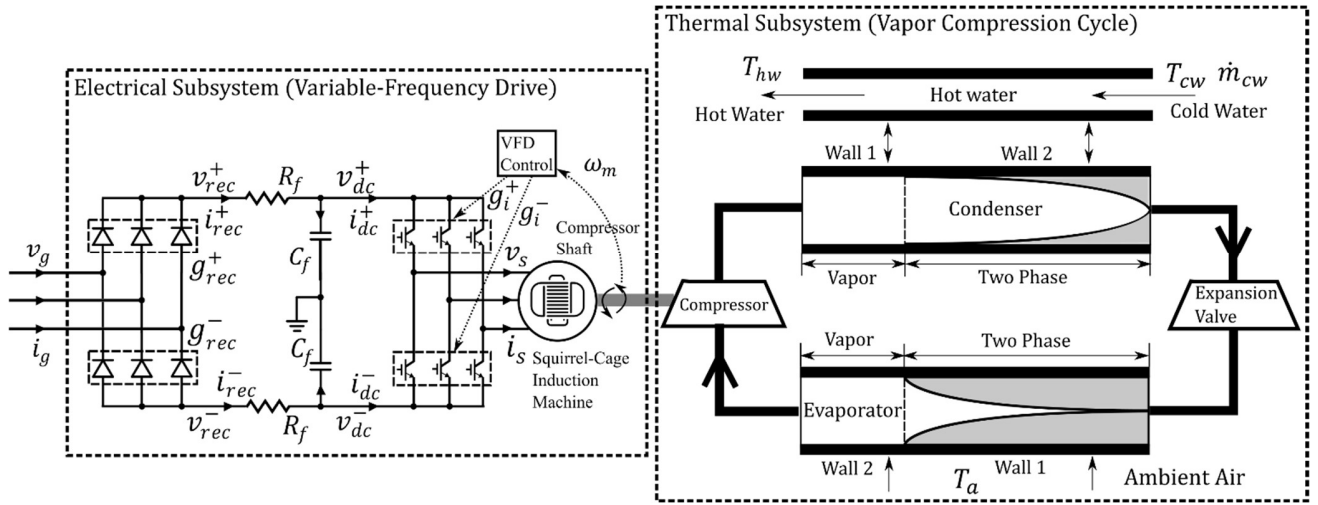 Thermal Subsystem (Vapor Compression Cycle)
Electrical Subsystem (Variable-Frequency Drive)
T_hw
Hot water
T_cw ṁ_cw
Hot Water
Cold Water
VFD
Control
ω_m
Wall 1
Wall 2
v_rec^+
R_f
v_dc^+
i_rec^+
i_dc^+
g_i^+
g_i^-
Condenser
Compressor
Shaft
C_f
v_g
g_rec^+
v_s
Vapor
Two Phase
Compressor
Expansion
Valve
g_rec^-
C_f
i_g
i_s
Squirrel-Cage
Induction
Machine
Vapor
Two Phase
i_rec^-
i_dc^-
v_rec^-
R_f
v_dc^-
Evaporator
Wall 2
Wall 1
T_a
Ambient Air